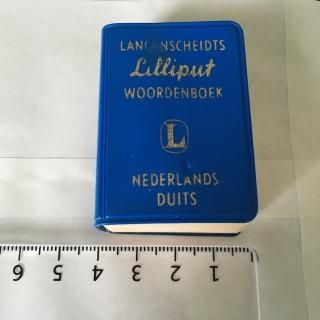 LANGENSCHEIDTS
Lilliput
WOORDENBOEK
L
NEDERLANDS
DUITS
6 5 4 3 2 1